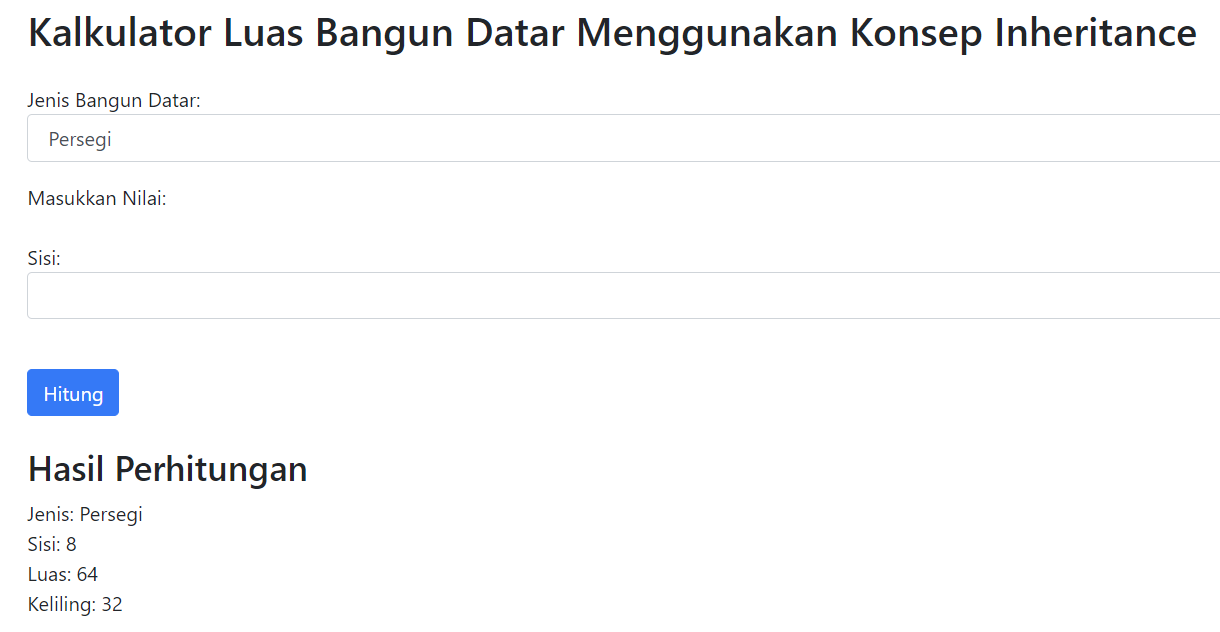 Kalkulator Luas Bangun Datar Menggunakan Konsep Inheritance
Jenis Bangun Datar:
Persegi
Masukkan Nilai:
Sisi:
Hitung
Hasil Perhitungan
Jenis: Persegi
Sisi: 8
Luas: 64
Keliling: 32